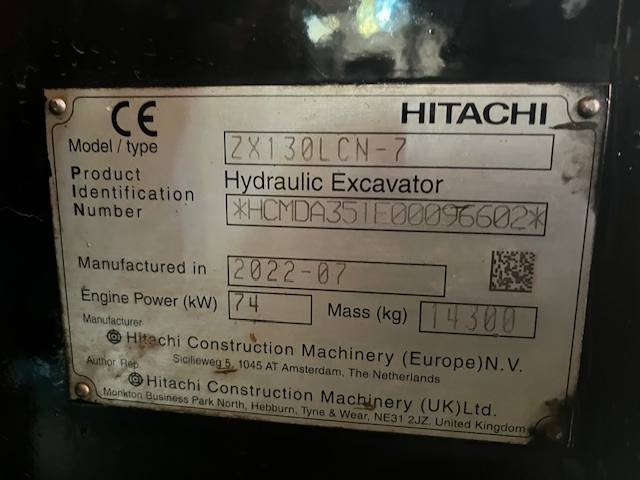 CE HITACHI
Model / type ZX130LCN-7
Product Hydraulic Excavator
Identification
Number *HCMDA351E00096602*
Manufactured in 2022-07
Engine Power (kW) 74 Mass (kg) 14300
Manufacturer
Hitachi Construction Machinery (Europe)N.V.
Sicilieweg 5, 1045 AT Amsterdam, The Netherlands
Author Rep.
Hitachi Construction Machinery (UK)Ltd.
Monkton Business Park North, Hebburn, Tyne & Wear, NE31 2JZ. United Kingdom